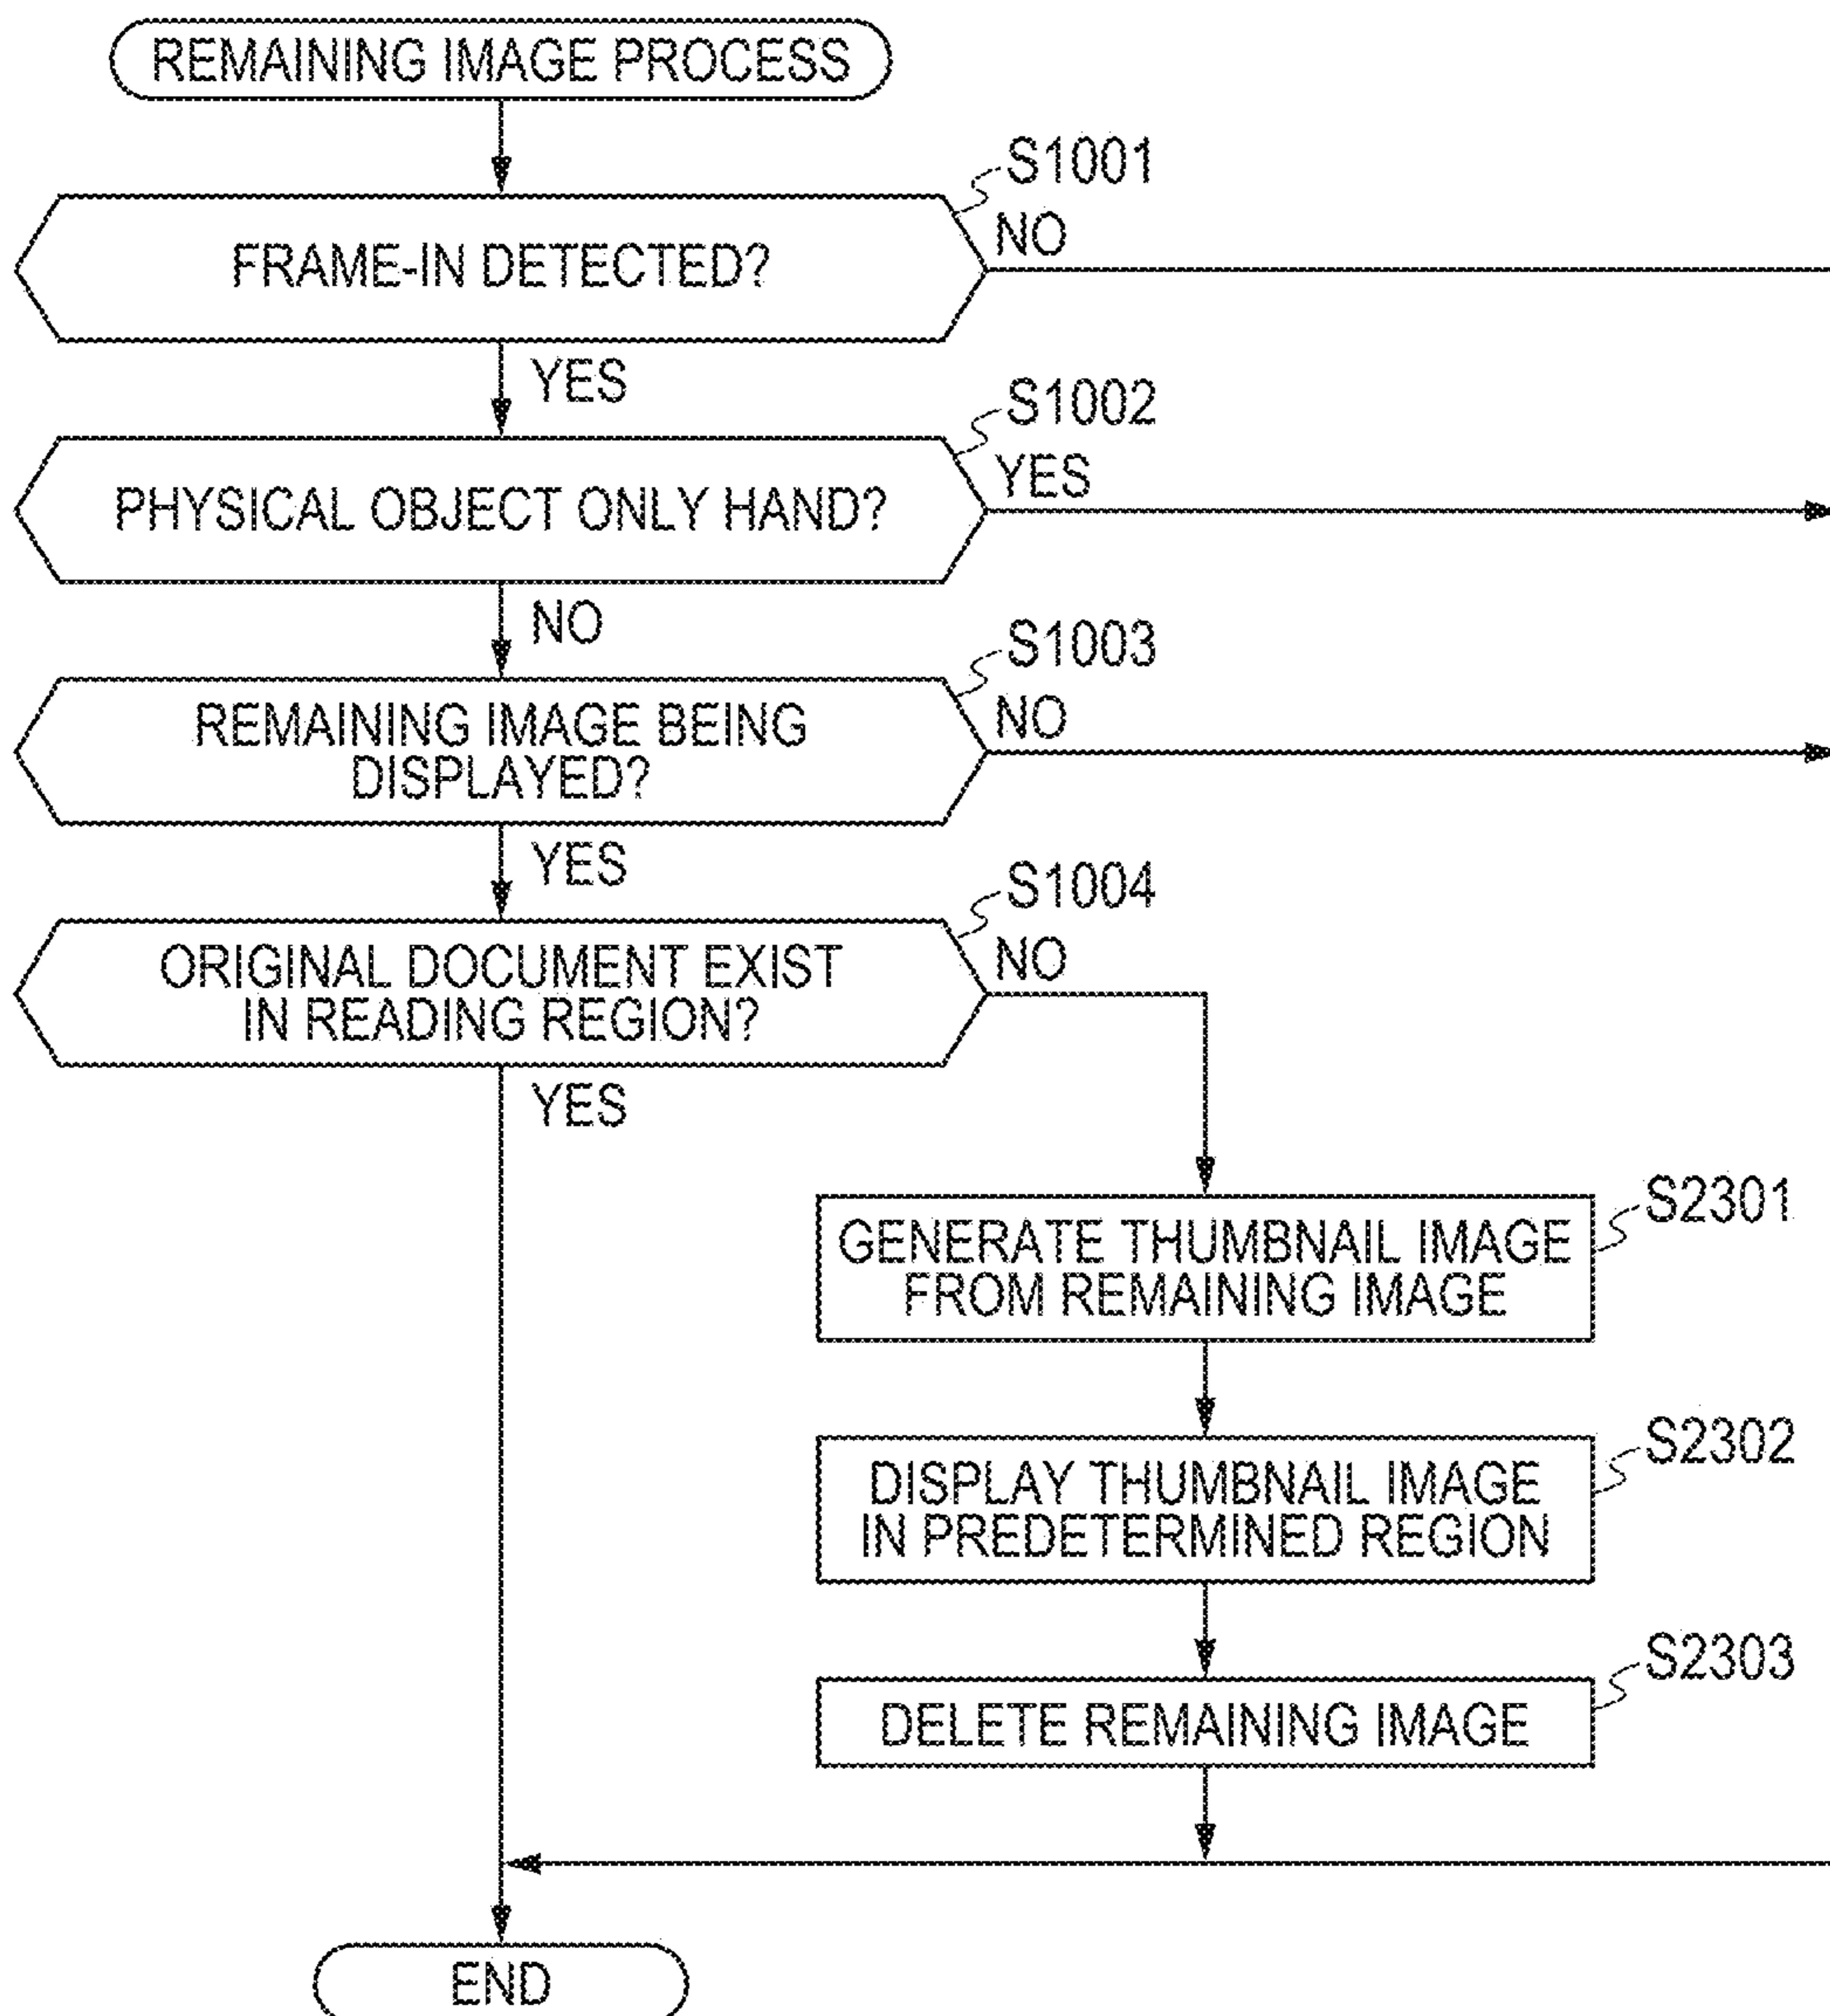 REMAINING IMAGE PROCESS
S1001
FRAME-IN DETECTED?
NO
YES
S1002
PHYSICAL OBJECT ONLY HAND?
YES
NO
S1003
REMAINING IMAGE BEING
DISPLAYED?
NO
YES
S1004
ORIGINAL DOCUMENT EXIST
IN READING REGION?
NO
YES
S2301
GENERATE THUMBNAIL IMAGE
FROM REMAINING IMAGE
S2302
DISPLAY THUMBNAIL IMAGE
IN PREDETERMINED REGION
S2303
DELETE REMAINING IMAGE
END